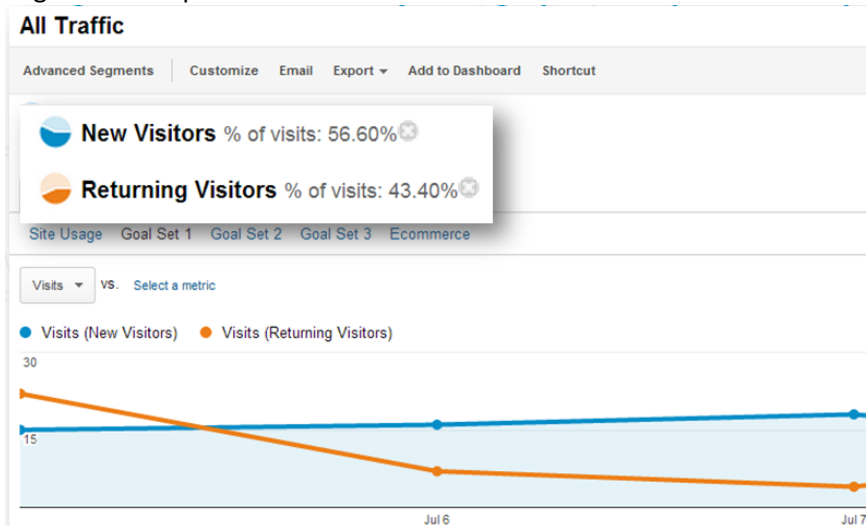 All Traffic
Advanced Segments Customize Email Export Add to Dashboard Shortcut
New Visitors % of visits: 56.60%
Returning Visitors % of visits: 43.40%
Site Usage Goal Set 1 Goal Set 2 Goal Set 3 Ecommerce
Visits VS. Select a metric
Visits (New Visitors) Visits (Returning Visitors)
30
15
Jul 6 Jul 7